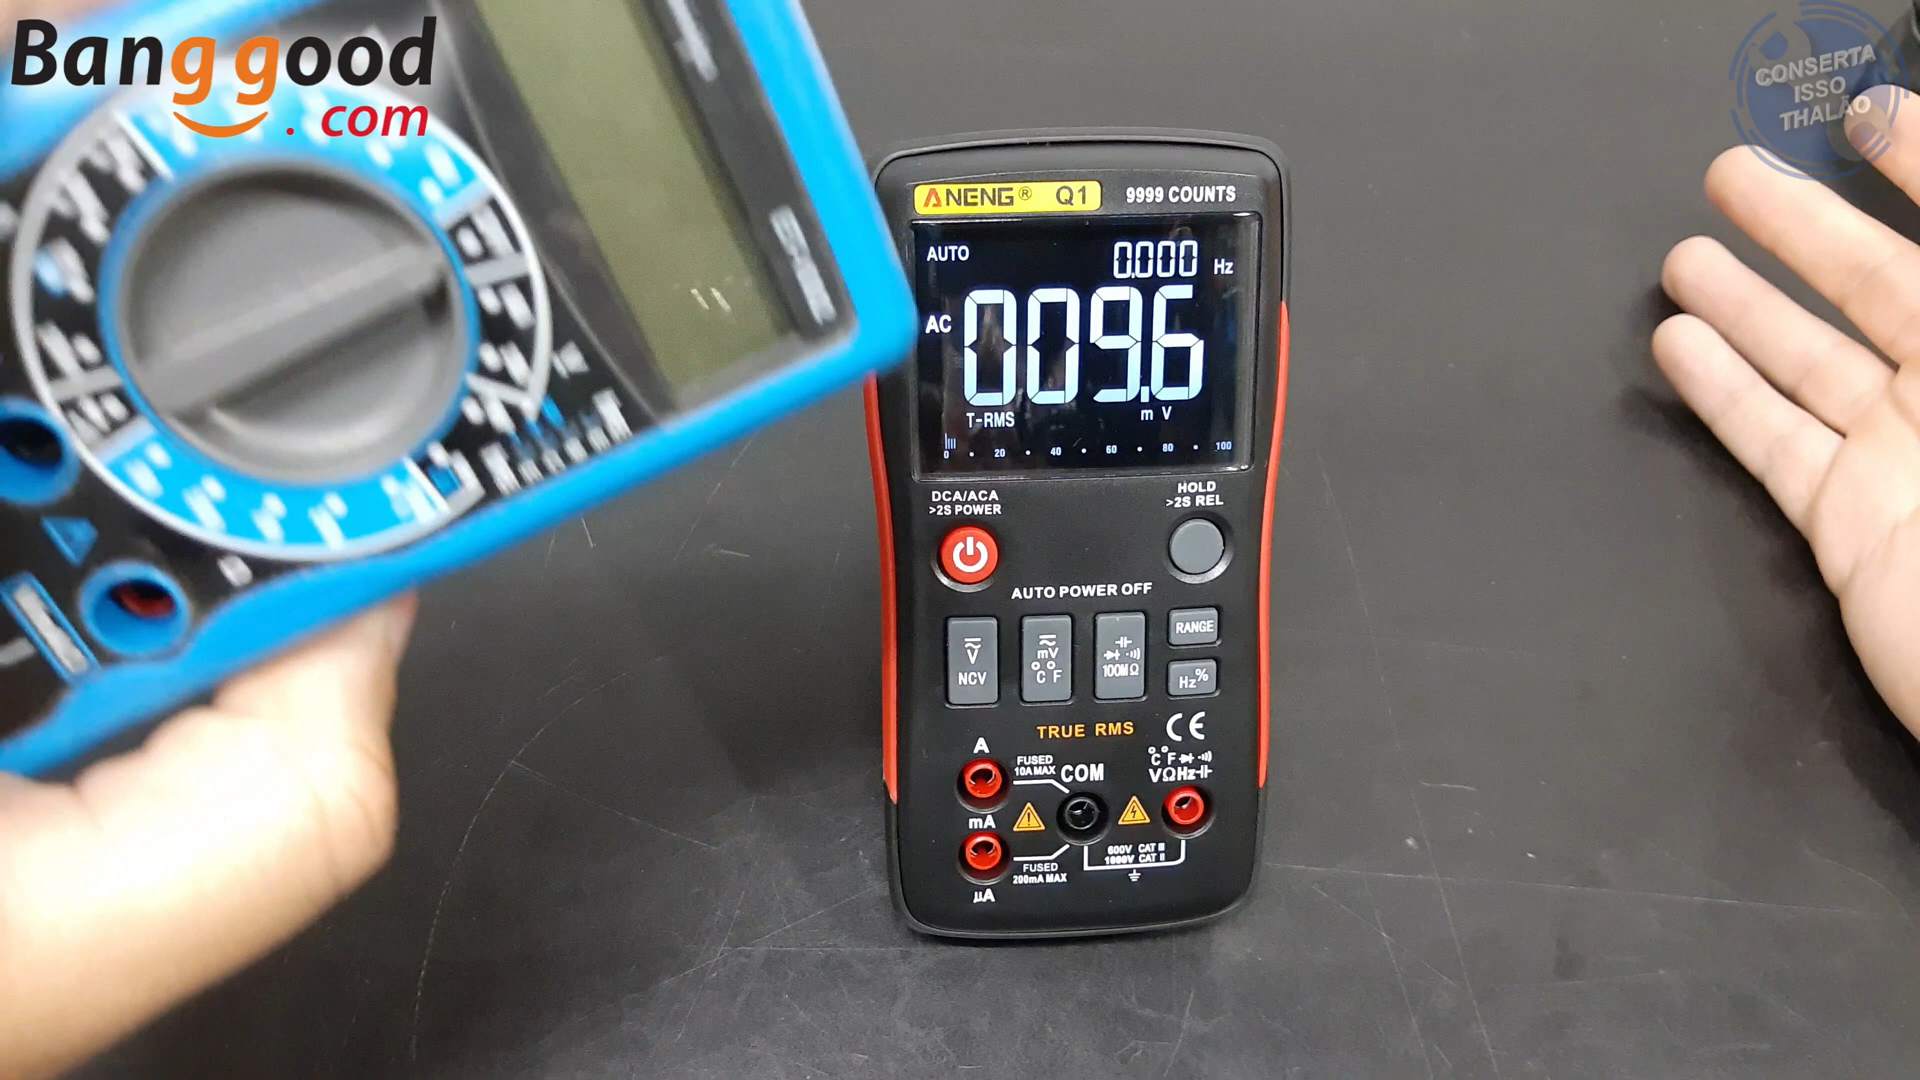 Banggood
.com
CONSERTA
ISSO
THALÃO
ANENG® Q1 9999 COUNTS
AUTO 0.000 Hz
AC 009.6
T-RMS m V
0 20 40 60 80 100
DCA/ACA
>2S POWER
HOLD
>2S REL
AUTO POWER OFF
V
NCV
mV
°C °F
100MΩ
RANGE
Hz%
TRUE RMS CE
A
FUSED
10A MAX
COM
°C °F
VΩHz
mA
600V CAT III
1000V CAT II
FUSED
200mA MAX
μA